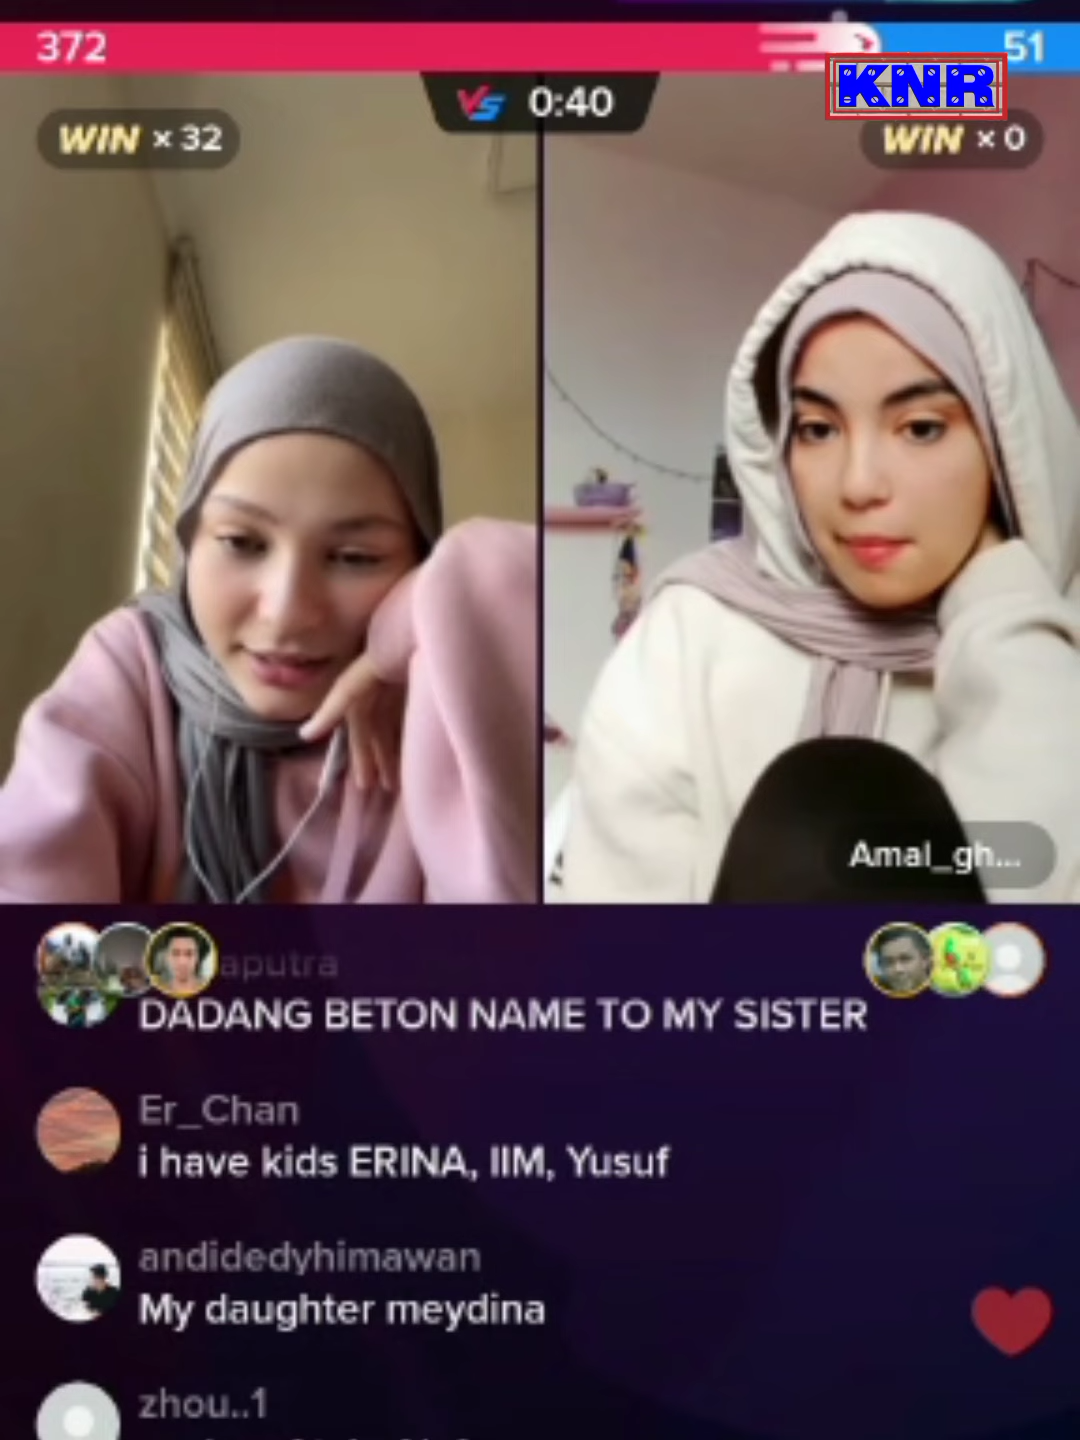 372
51
KNR
VS 0:40
WIN × 32
WIN × 0
Amal_gh...
aputra
DADANG BETON NAME TO MY SISTER
Er_Chan
i have kids ERINA, IIM, Yusuf
andidedyhimawan
My daughter meydina
zhou..1